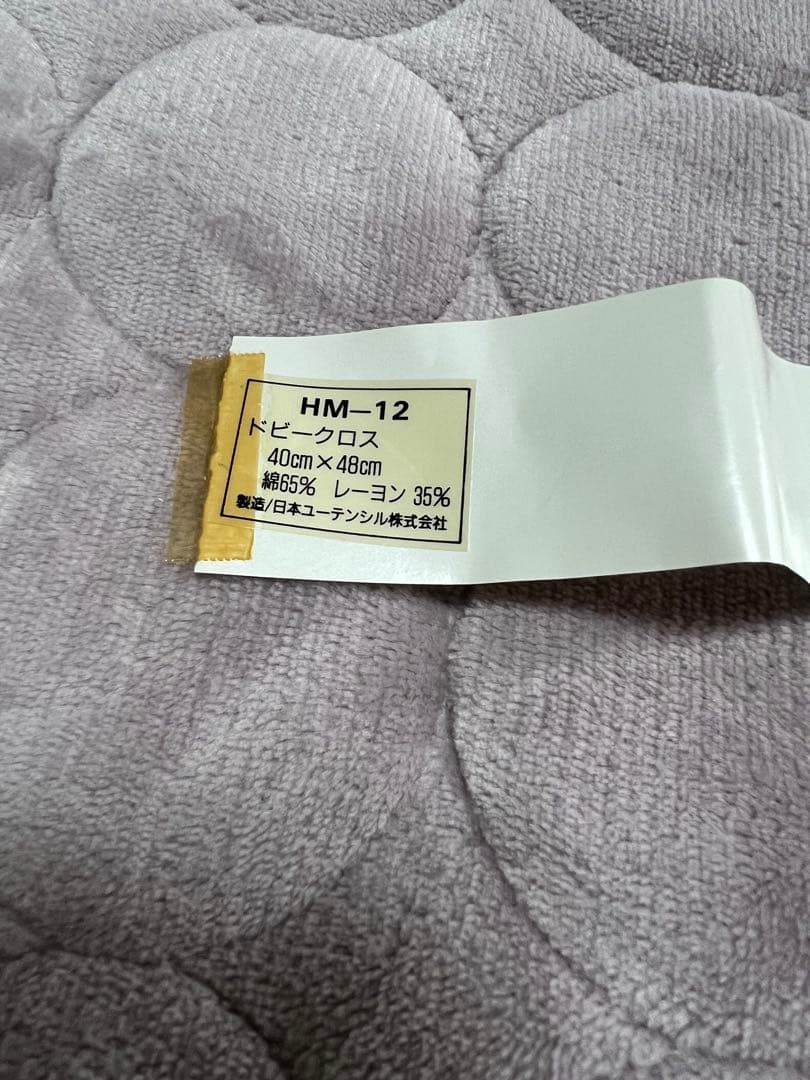 HM—12
ドビークロス
40cm×48cm
綿65% レーヨン 35%
製造/日本ユーテンシル株式会社